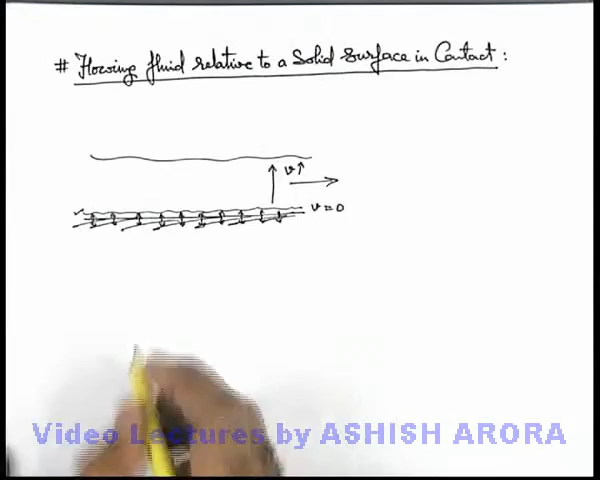 # Flowing fluid relative to a Solid Surface in Contact :
v↑
v = 0
Video Lectures by ASHISH ARORA